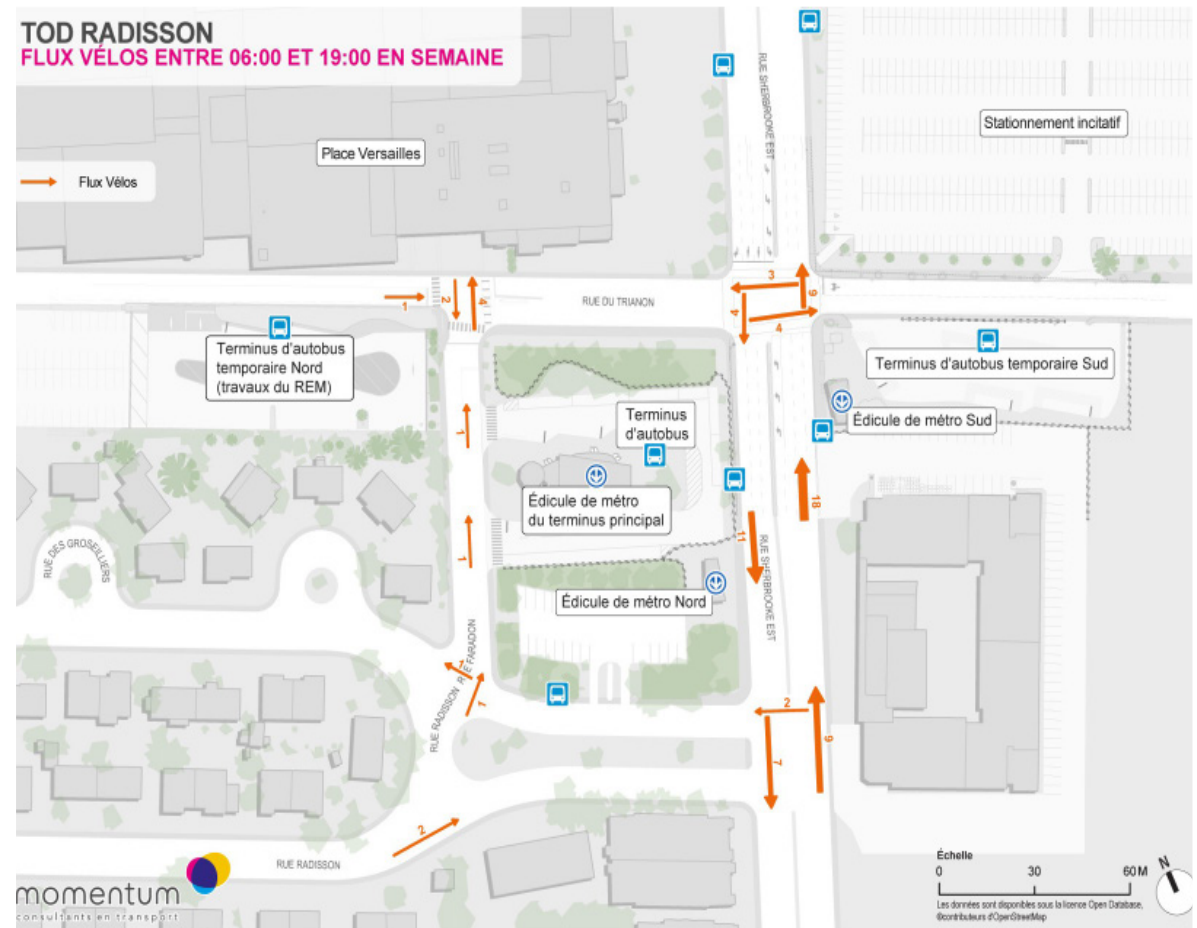 TOD RADISSON
FLUX VÉLOS ENTRE 06:00 ET 19:00 EN SEMAINE
RUE SHERBROOKE EST
Stationnement incitatif
Place Versailles
Flux Vélos
3
9
1
2
4
RUE DU TRIANON
4
4
Terminus d'autobus
temporaire Nord
(travaux du REM)
Terminus d'autobus temporaire Sud
Terminus
d'autobus
Édicule de métro Sud
1
Édicule de métro
du terminus principal
18
11
1
RUE DES GROSEILLIERS
RUE SHERBROOKE EST
Édicule de métro Nord
RUE FARADON
1
RUE RADISSON
1
2
9
7
2
RUE RADISSON
momentum
consultants en transport
Échelle
0 30 60 M
N
Les données sont disponibles sous la licence Open Database,
©contributeurs d'OpenStreetMap